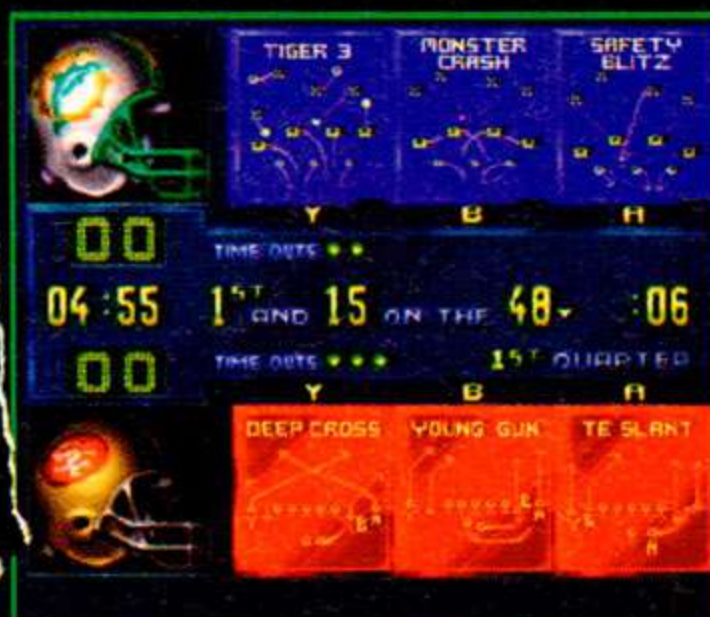 TIGER 3
MONSTER CRASH
SAFETY BLITZ
Y B A
00
TIME OUTS
04:55 1ST AND 15 ON THE 48 :06
00
TIME OUTS
1ST QUARTER
Y B A
DEEP CROSS
YOUNG GUN
TE SLANT